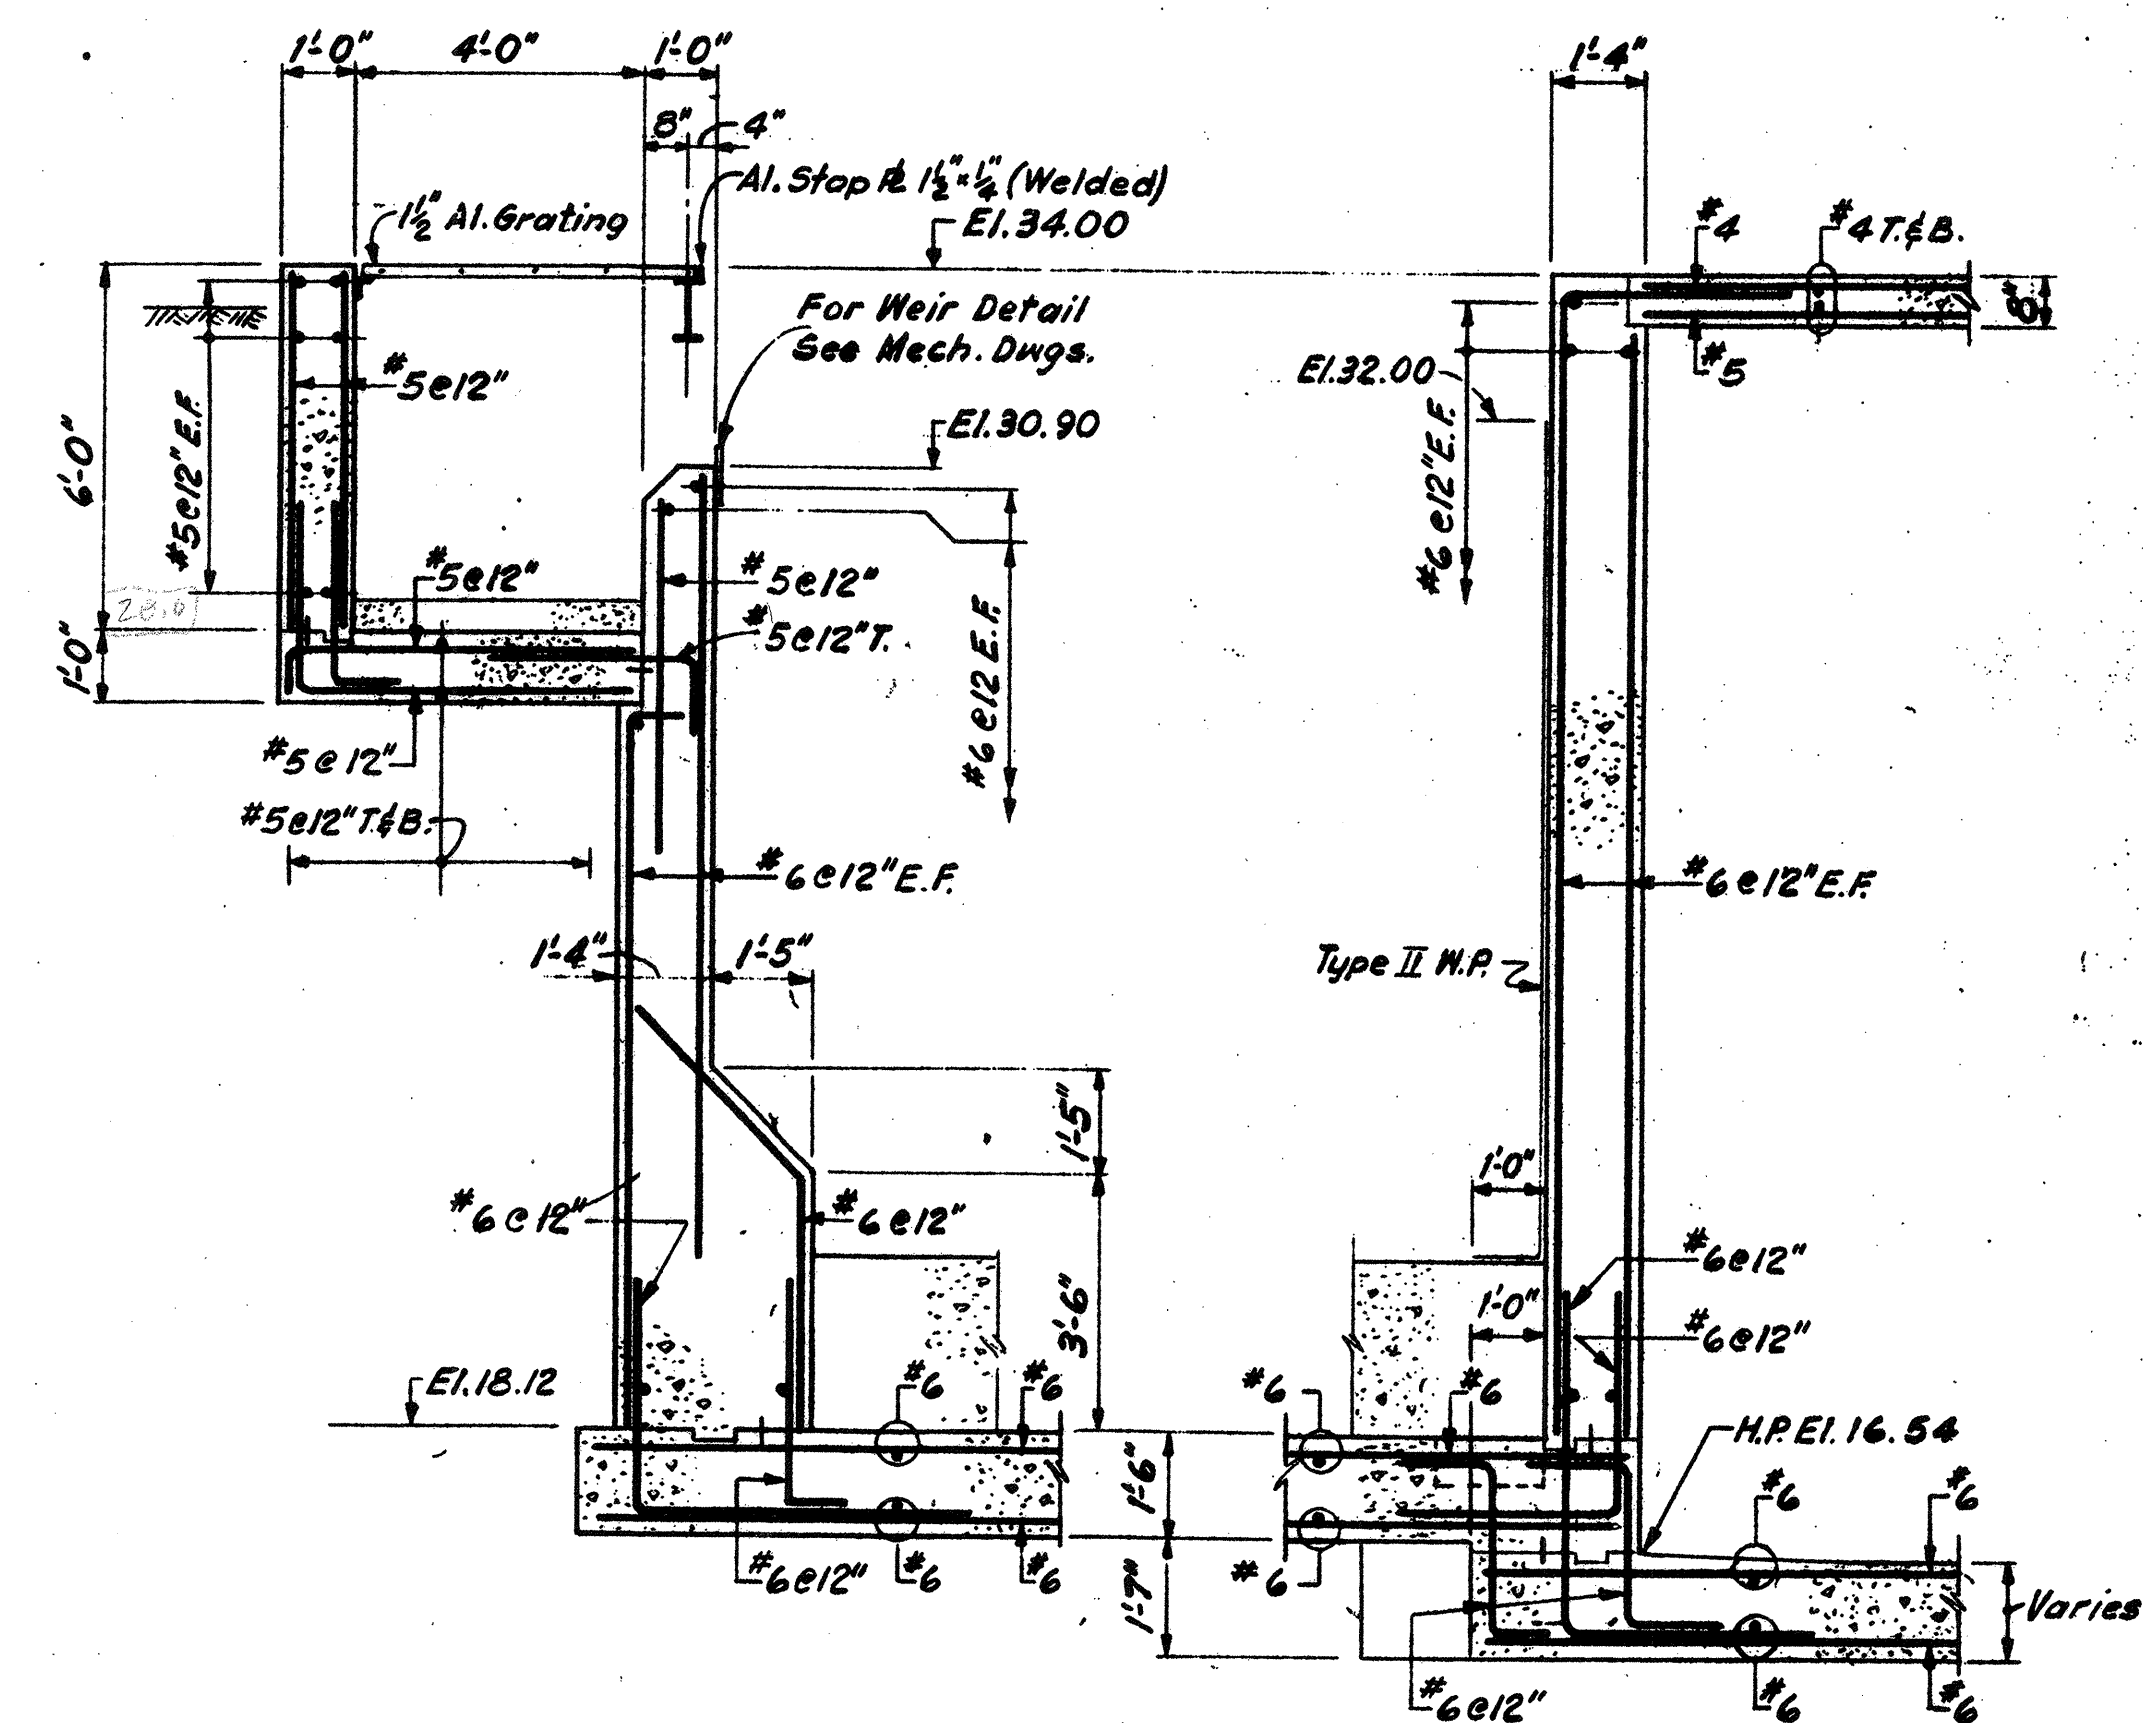 1'-0"
4'-0"
1'-0"
1'-4"
8"
4"
Al. Stop ℄ 1½" x ¼" (Welded)
1½" Al. Grating
El. 34.00
#4
#4 T.& B.
8"
For Weir Detail
See Mech. Dwgs.
El. 32.00
#5
#5@12"
El. 30.90
6'-0"
#5@12" E.F.
#6@12" E.F.
#5@12"
#5@12"
#5@12" T.
28.0
1'-0"
#6@12 E.F.
#5@12"
#5@12" T.& B.
#6@12" E.F.
#6@12" E.F.
1'-4"
1'-5"
Type II W.P.
1'-5"
1'-0"
#6@12"
#6@12"
3'-6"
#6@12"
1'-0"
#6@12"
El. 18.12
#6
#6
#6
#6
H.P. El. 16.54
1'-6"
#6
#6
#6@12"
#6
#6
#6
1'-7"
Varies
#6@12"
#6
#6